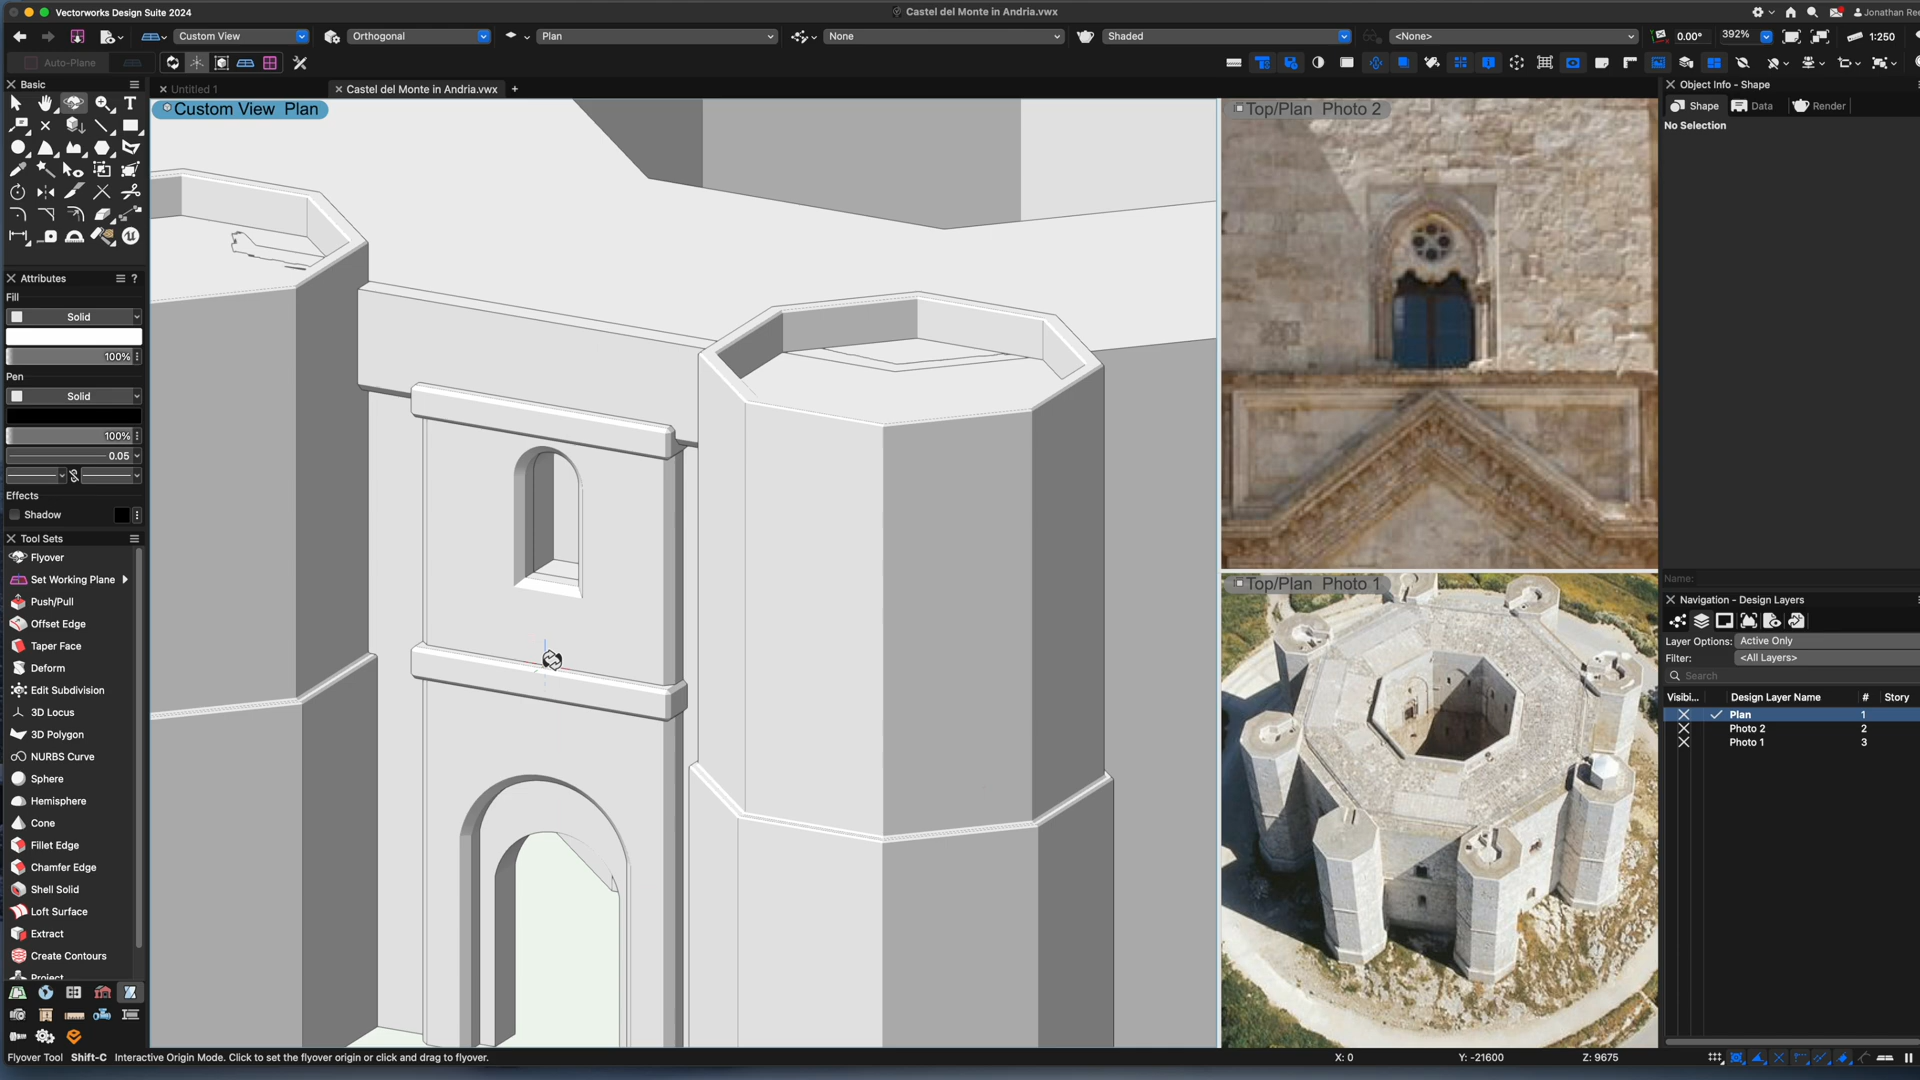 Vectorworks Design Suite 2024
Castel del Monte in Andria.vwx
Custom View
Orthogonal
Plan
None
Shaded
<None>
0.00°
392%
1:250
Auto-Plane
Basic
Untitled 1
Castel del Monte in Andria.vwx
Custom View Plan
Top/Plan Photo 2
Object Info - Shape
Shape
Data
Render
No Selection
Attributes
Fill
Solid
100%
Pen
Solid
100%
0.05
Effects
Shadow
Tool Sets
Flyover
Set Working Plane
Push/Pull
Offset Edge
Taper Face
Deform
Edit Subdivision
3D Locus
3D Polygon
NURBS Curve
Sphere
Hemisphere
Cone
Fillet Edge
Chamfer Edge
Shell Solid
Loft Surface
Extract
Create Contours
Project
Top/Plan Photo 1
Name:
Navigation - Design Layers
Layer Options:
Active Only
Filter:
<All Layers>
Search
Visibi...
Design Layer Name
#
Story
Plan
1
Photo 2
2
Photo 1
3
Flyover Tool Shift-C Interactive Origin Mode. Click to set the flyover origin or click and drag to flyover.
X: 0
Y: -21600
Z: 9675